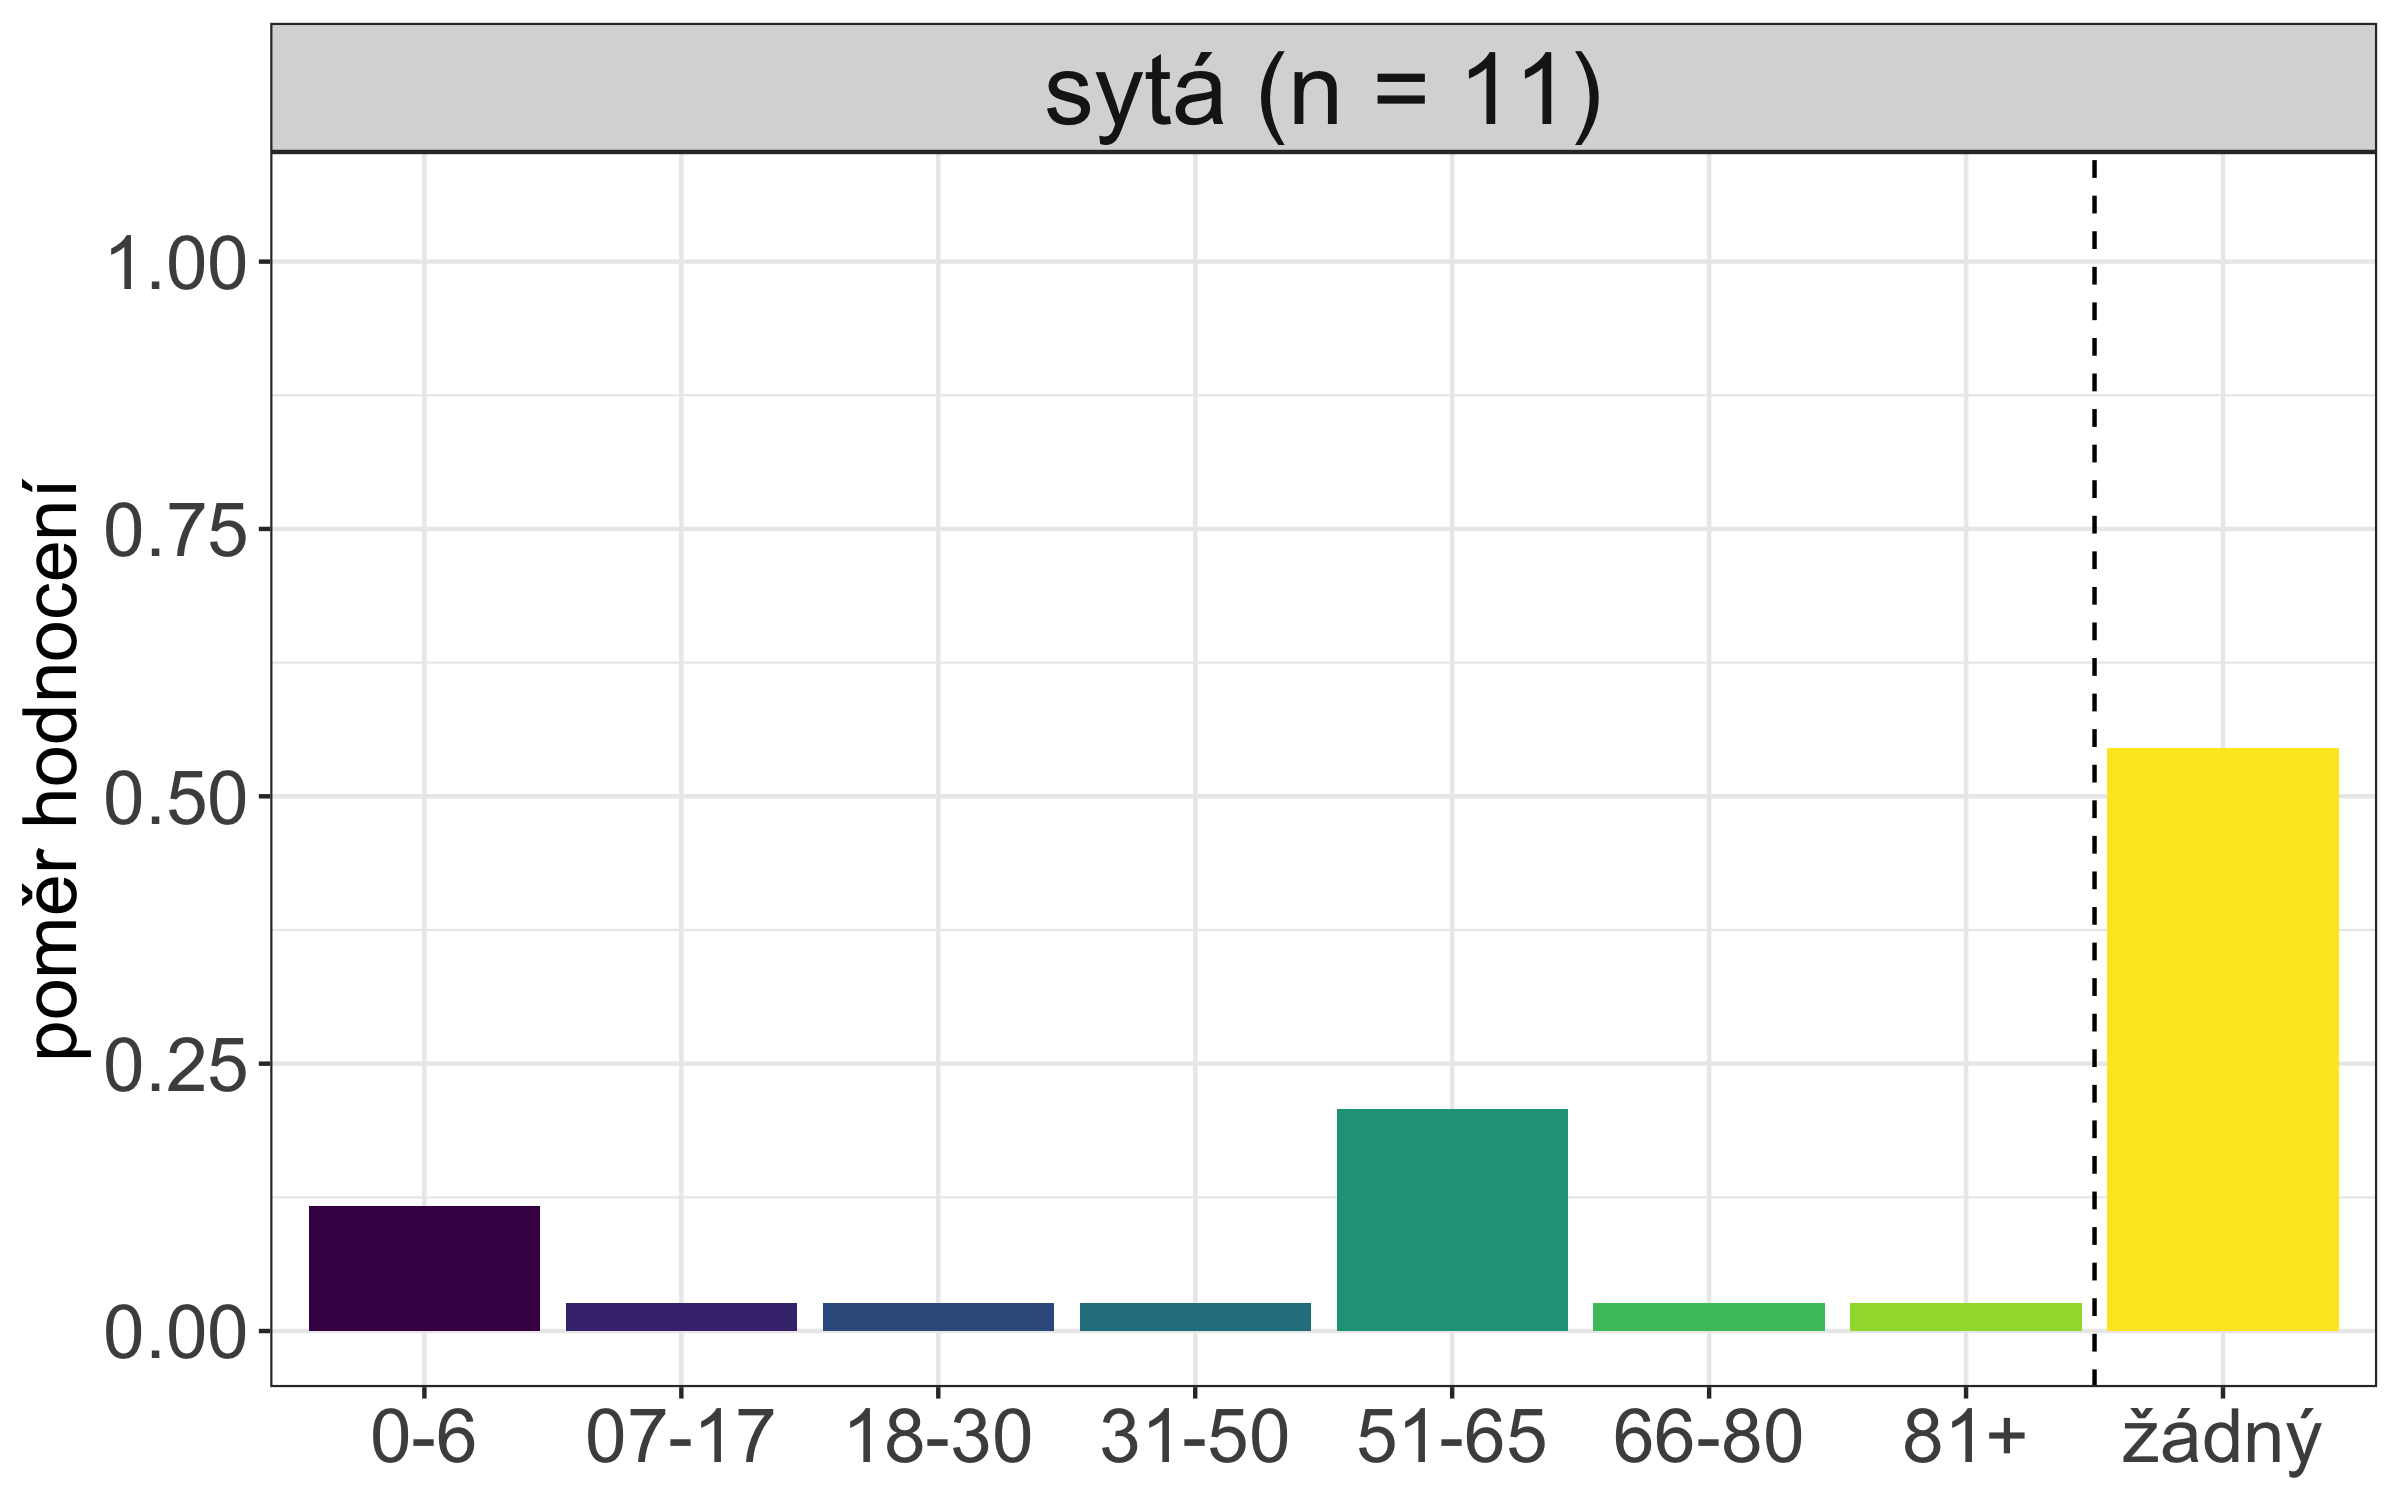 sytá (n = 11)
poměr hodnocení
1.00
0.75
0.50
0.25
0.00
0-6 07-17 18-30 31-50 51-65 66-80 81+ žádný